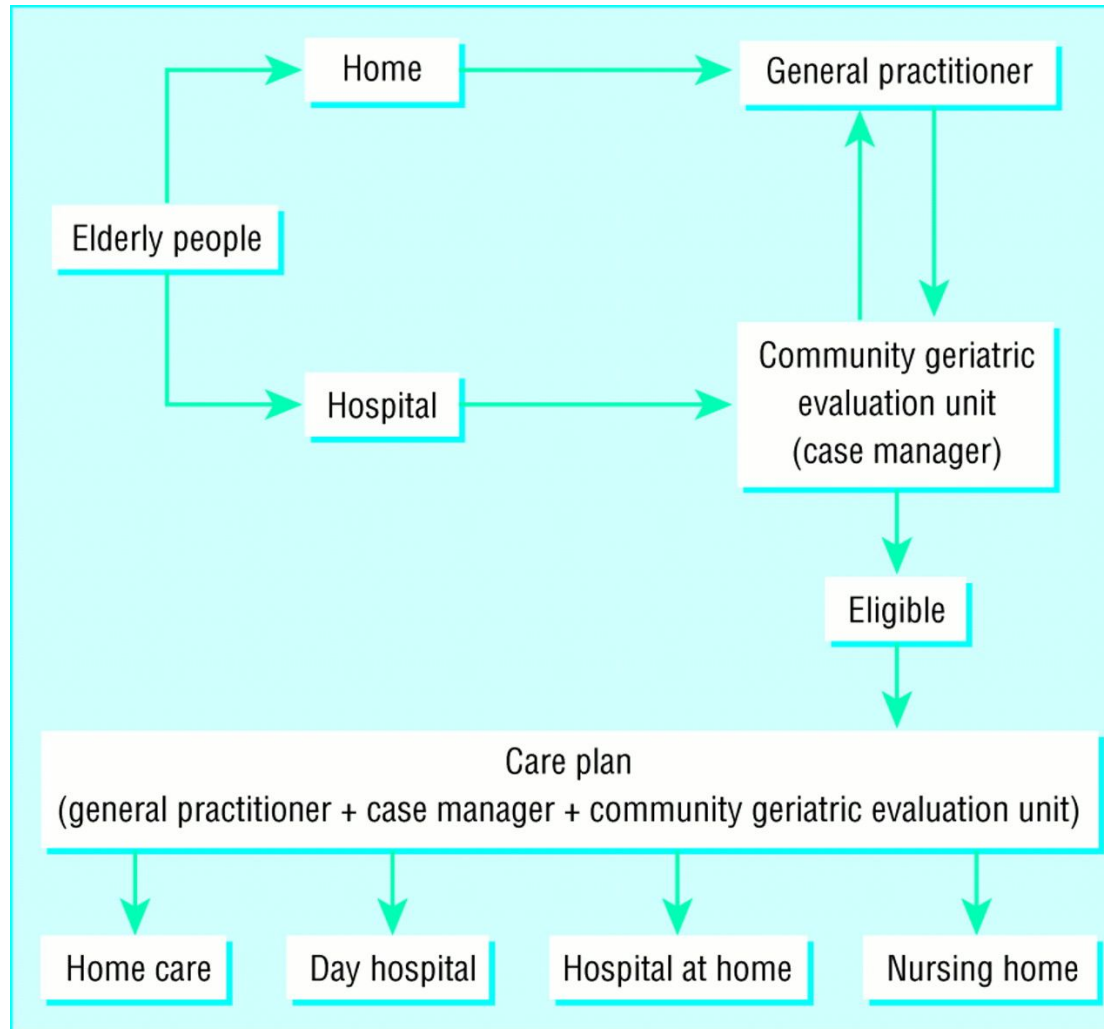 Home
General practitioner
Elderly people
Hospital
Community geriatric
evaluation unit
(case manager)
Eligible
Care plan
(general practitioner + case manager + community geriatric evaluation unit)
Home care
Day hospital
Hospital at home
Nursing home